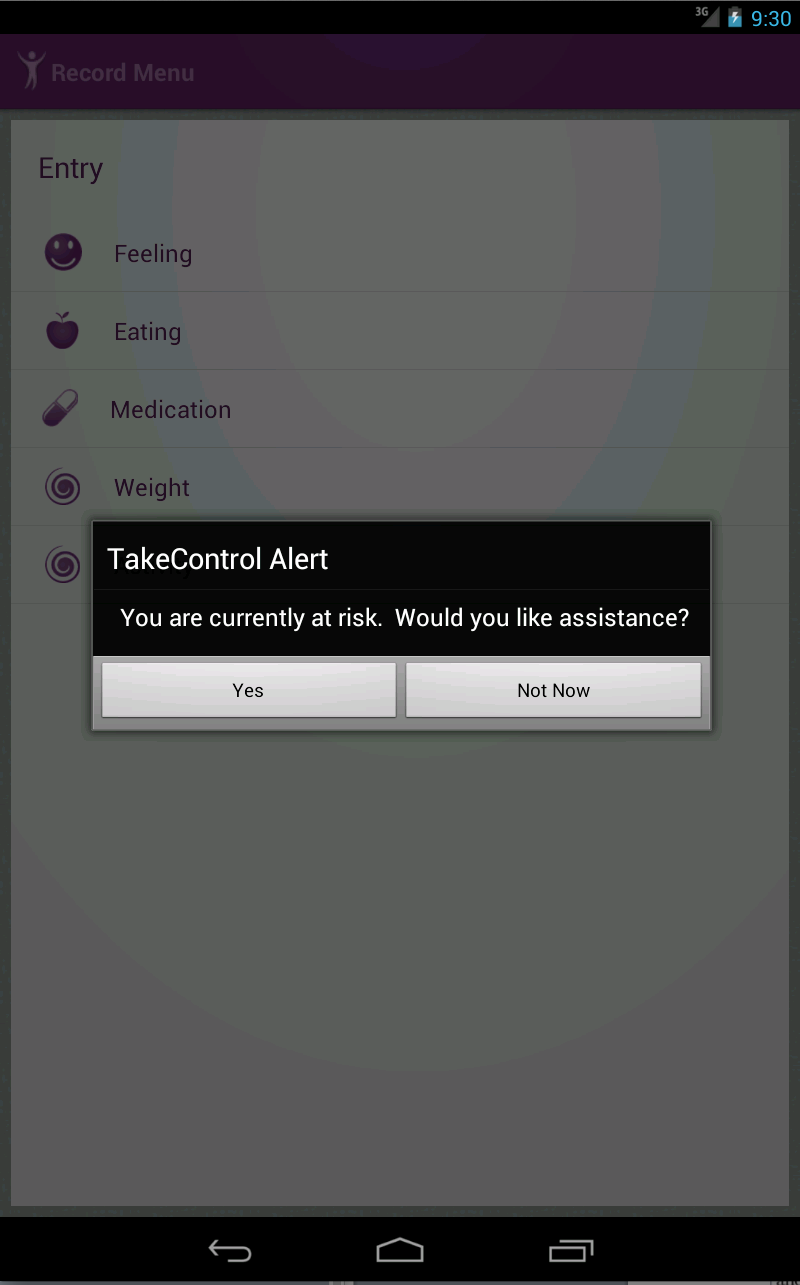 3G 9:30
Record Menu
Entry
Feeling
Eating
Medication
Weight
TakeControl Alert
You are currently at risk.  Would you like assistance?
Yes
Not Now